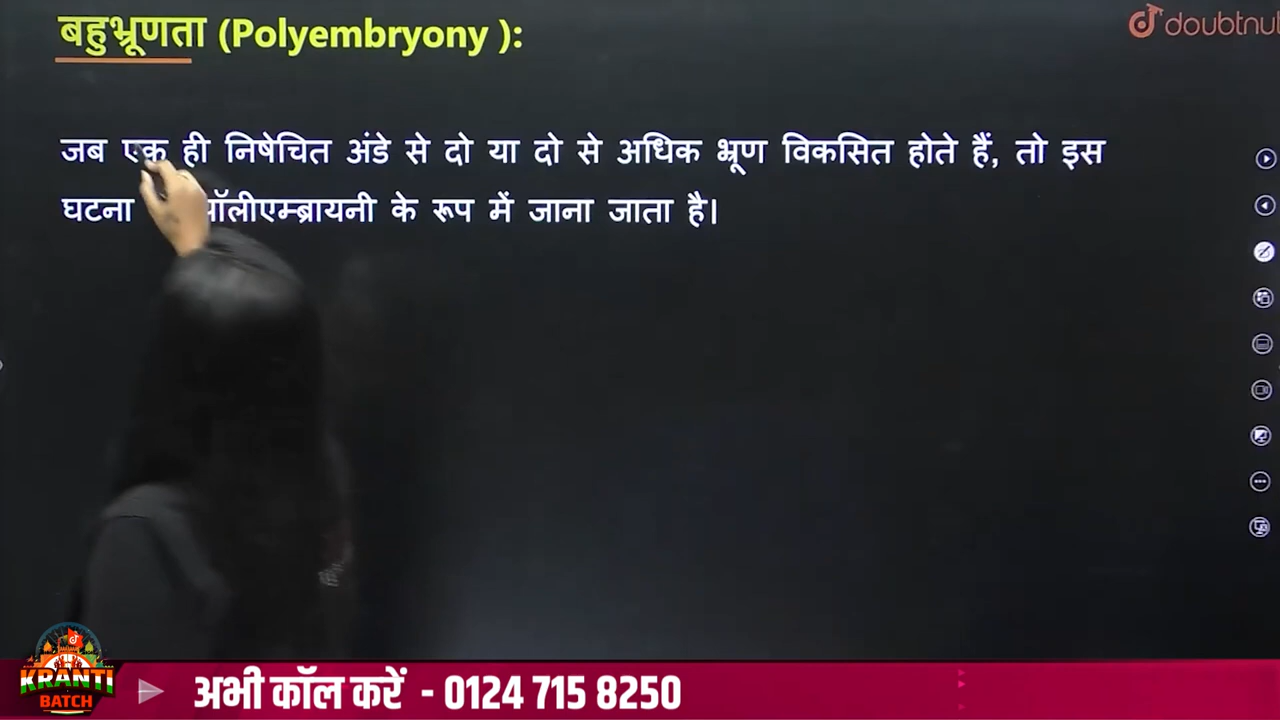 बहुभ्रूणता (Polyembryony ):
doubtnut
जब एक ही निषेचित अंडे से दो या दो से अधिक भ्रूण विकसित होते हैं, तो इस
घटना पॉलीएम्ब्रायनी के रूप में जाना जाता है।
KRANTI
BATCH
अभी कॉल करें - 0124 715 8250